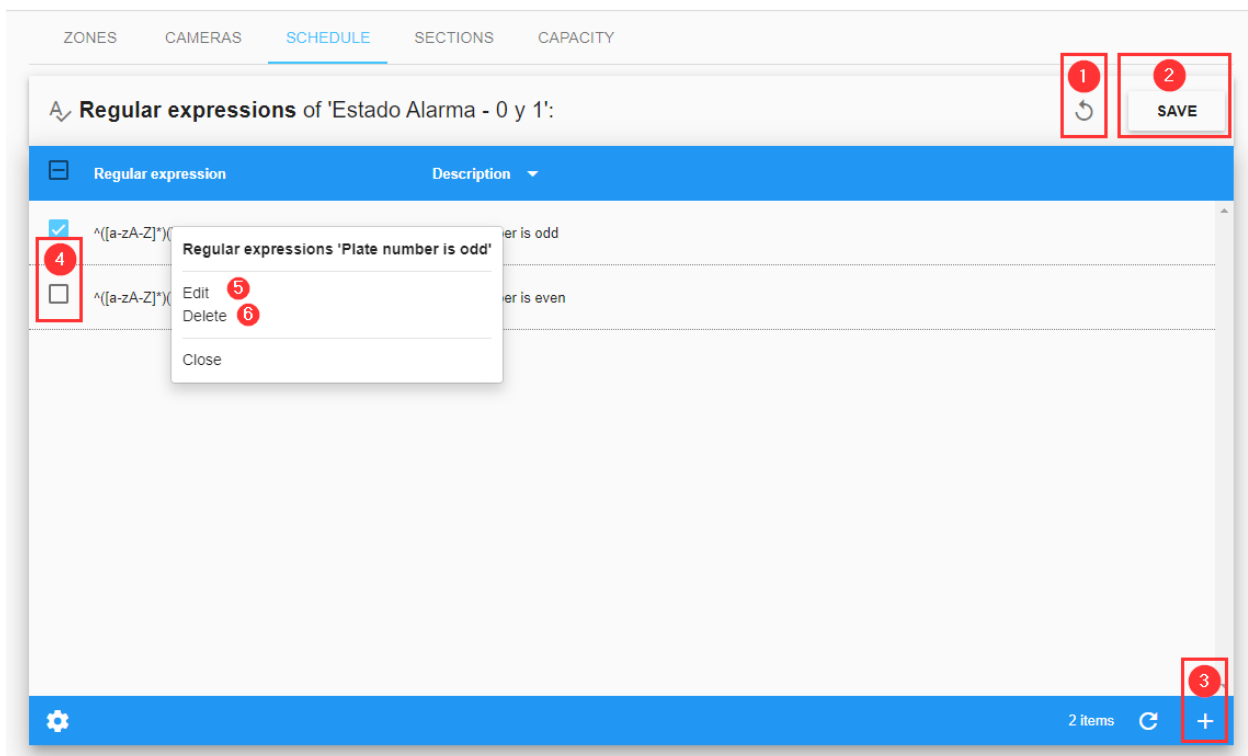 ZONES CAMERAS SCHEDULE SECTIONS CAPACITY
1 2
Regular expressions of 'Estado Alarma - 0 y 1':
SAVE
Regular expression Description
^([a-zA-Z]*)( er is odd
4
Regular expressions 'Plate number is odd'
Edit 5
^([a-zA-Z]*)( er is even
Delete 6
Close
3
2 items